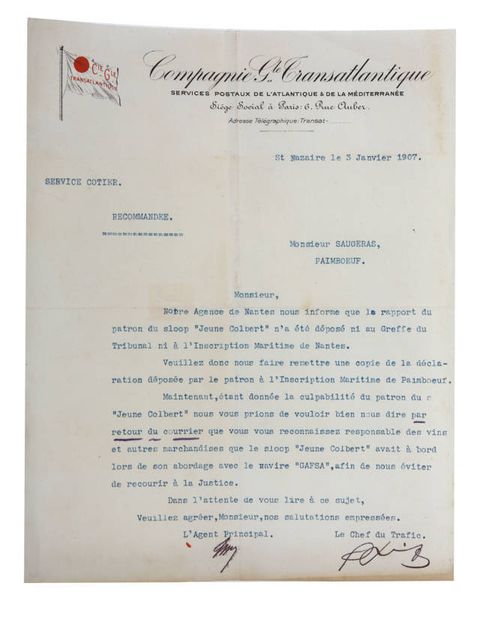 Cie Gle
TRANSATLANTIQUE
Compagnie Gle Transatlantique
SERVICES POSTAUX DE L'ATLANTIQUE & DE LA MÉDITERRANÉE
Siège Social à Paris: 6, Rue Auber.
Adresse Télégraphique: Transat-
St Nazaire le 3 Janvier 1907.
SERVICE COTIER.
RECOMMANDEE.
Monsieur SAUGERAS,
PAIMBOEUF.
Monsieur,
Notre Agence de Nantes nous informe que le rapport du
patron du sloop "Jeune Colbert" n'a été déposé ni au Greffe du
Tribunal ni à l'Inscription Maritime de Nantes.
Veuillez donc nous faire remettre une copie de la décla-
ration déposée par le patron à l'Inscription Maritime de Paimboeuf.
Maintenant,étant donnée la culpabilité du patron du s
"Jeune Colbert" nous vous prions de vouloir bien nous dire par
retour du courrier que vous vous reconnaissez responsable des vins
et autres marchandises que le sloop "Jeune Colbert" avait à bord
lors de son abordage avec le navire "GAFSA",afin de nous éviter
de recourir à la Justice.
Dans l'attente de vous lire à ce sujet,
Veuillez agréer,Monsieur,nos salutations empressées.
L'Agent Principal.
Le Chef du Trafic.